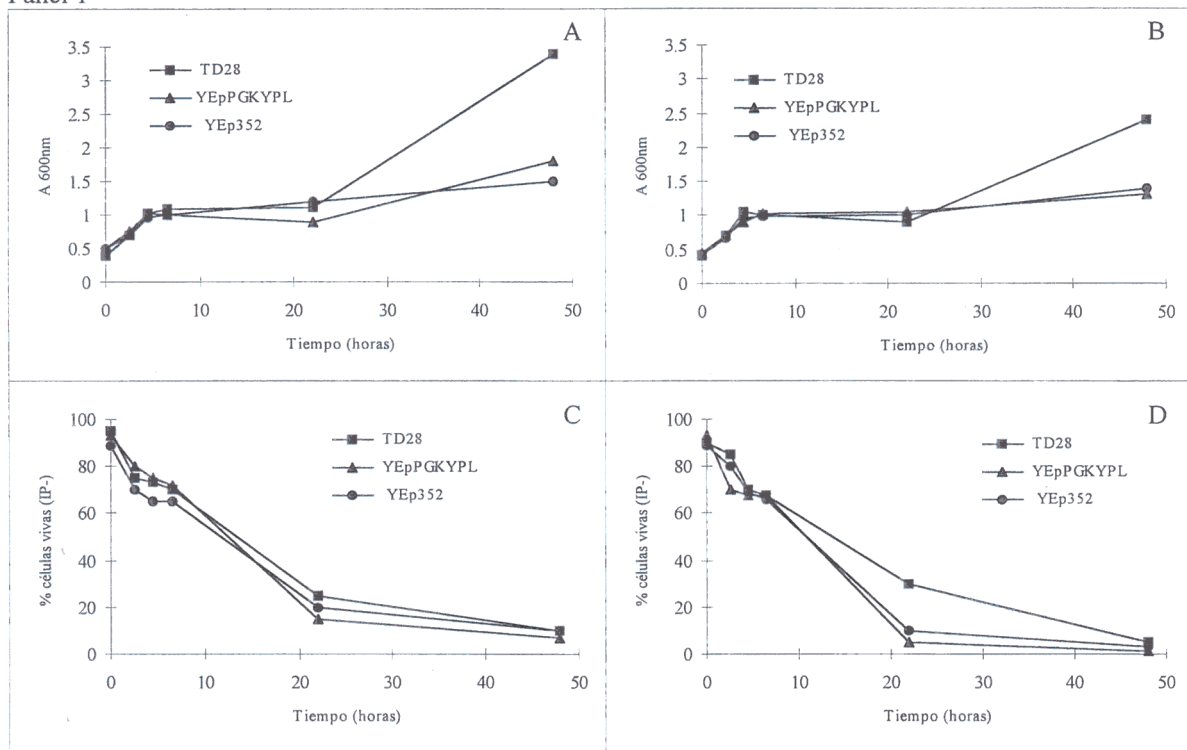 A
3.5
3
2.5
2
1.5
1
0.5
0
A 600nm
TD28
YEpPGKYPL
YEp352
0 10 20 30 40 50
Tiempo (horas)
B
3.5
3
2.5
2
1.5
1
0.5
0
A 600nm
TD28
YEpPGKYPL
YEp352
0 10 20 30 40 50
Tiempo (horas)
C
100
80
60
40
20
0
% células vivas (IP-)
TD28
YEpPGKYPL
YEp352
0 10 20 30 40 50
Tiempo (horas)
D
100
80
60
40
20
0
% células vivas (IP-)
TD28
YEpPGKYPL
YEp352
0 10 20 30 40 50
Tiempo (horas)